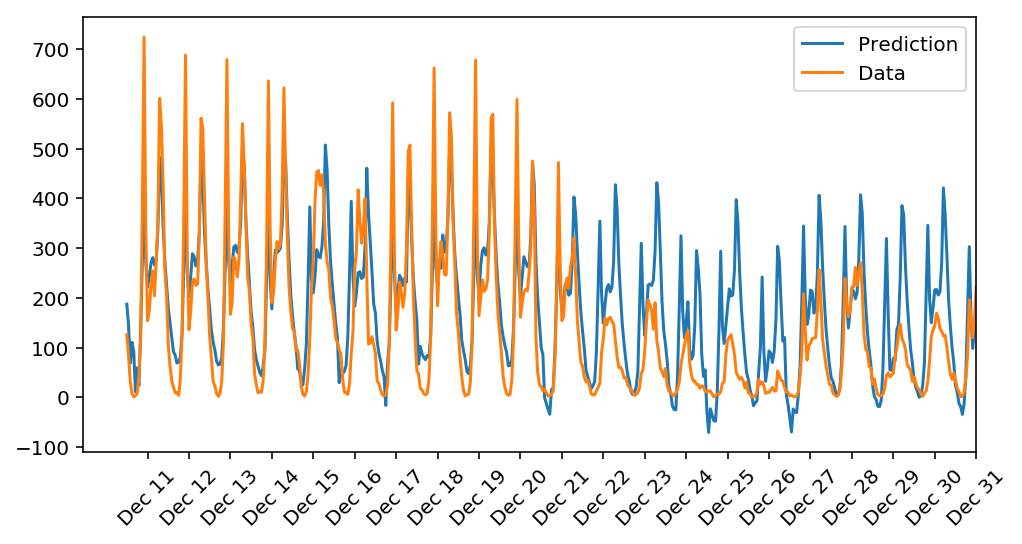 700
600
500
400
300
200
100
0
−100
Prediction
Data
Dec 11
Dec 12
Dec 13
Dec 14
Dec 15
Dec 16
Dec 17
Dec 18
Dec 19
Dec 20
Dec 21
Dec 22
Dec 23
Dec 24
Dec 25
Dec 26
Dec 27
Dec 28
Dec 29
Dec 30
Dec 31